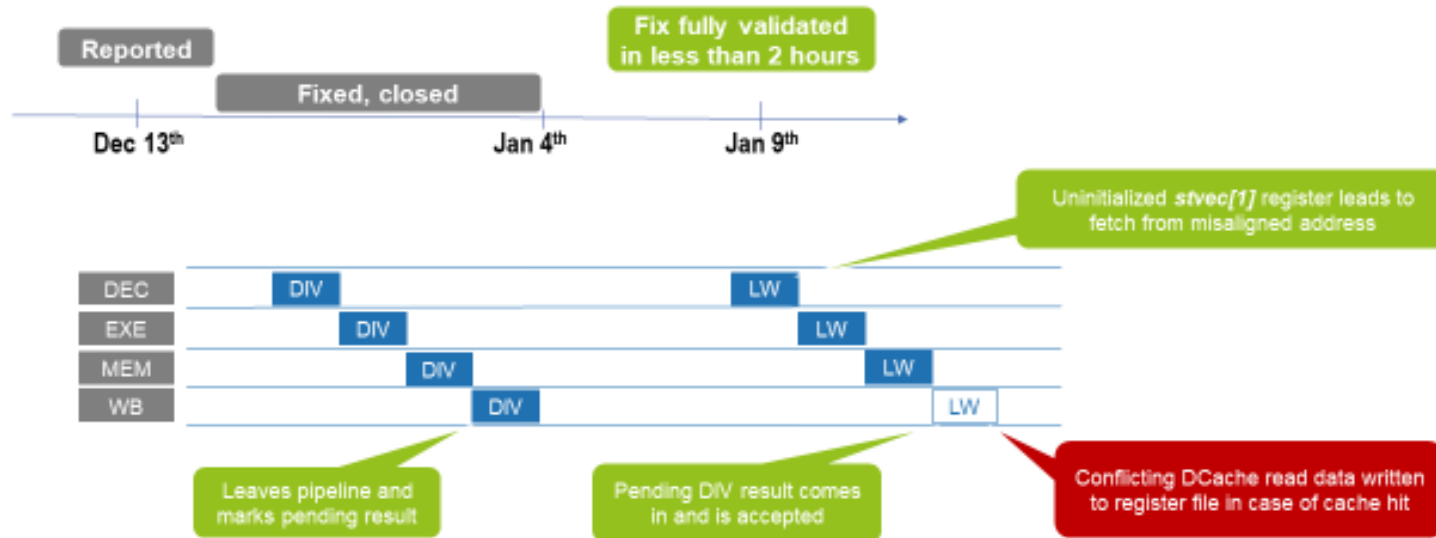 Reported
Fix fully validated
in less than 2 hours
Fixed, closed
Dec 13th
Jan 4th
Jan 9th
Uninitialized stvec[1] register leads to
fetch from misaligned address
DEC DIV LW
EXE DIV LW
MEM DIV LW
WB DIV LW
Leaves pipeline and
marks pending result
Pending DIV result comes
in and is accepted
Conflicting DCache read data written
to register file in case of cache hit